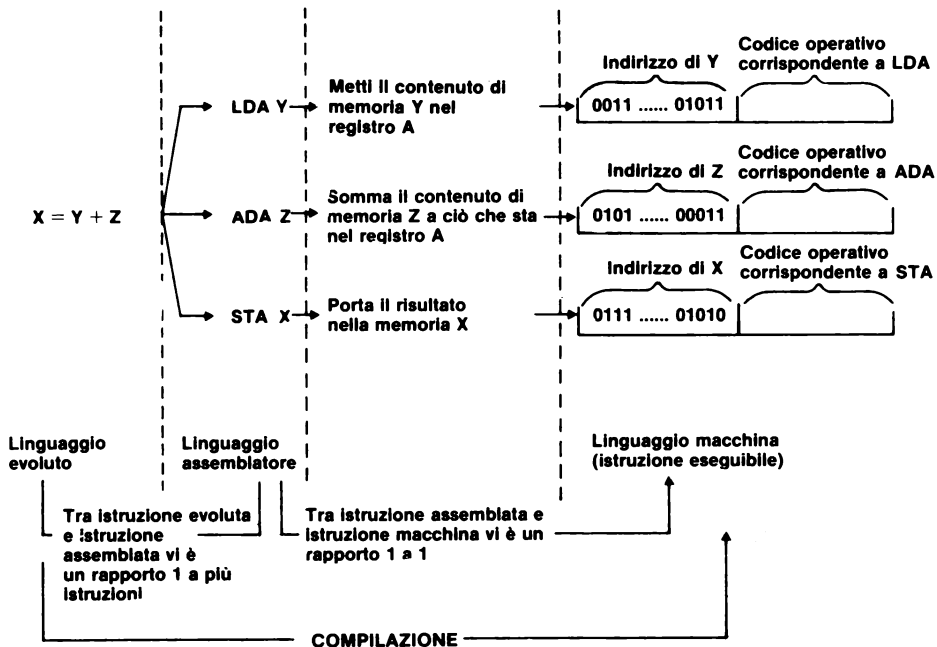 Indirizzo di Y
Codice operativo
corrispondente a LDA
LDA Y
Metti il contenuto di
memoria Y nel
registro A
0011 ...... 01011
X = Y + Z
ADA Z
Somma il contenuto di
memoria Z a ciò che sta
nel registro A
Indirizzo di Z
Codice operativo
corrispondente a ADA
0101 ...... 00011
STA X
Porta il risultato
nella memoria X
Indirizzo di X
Codice operativo
corrispondente a STA
0111 ...... 01010
Linguaggio
evoluto
Linguaggio
assemblatore
Linguaggio macchina
(istruzione eseguibile)
Tra istruzione evoluta
e istruzione
assemblata vi è
un rapporto 1 a più
istruzioni
Tra istruzione assemblata e
istruzione macchina vi è un
rapporto 1 a 1
COMPILAZIONE